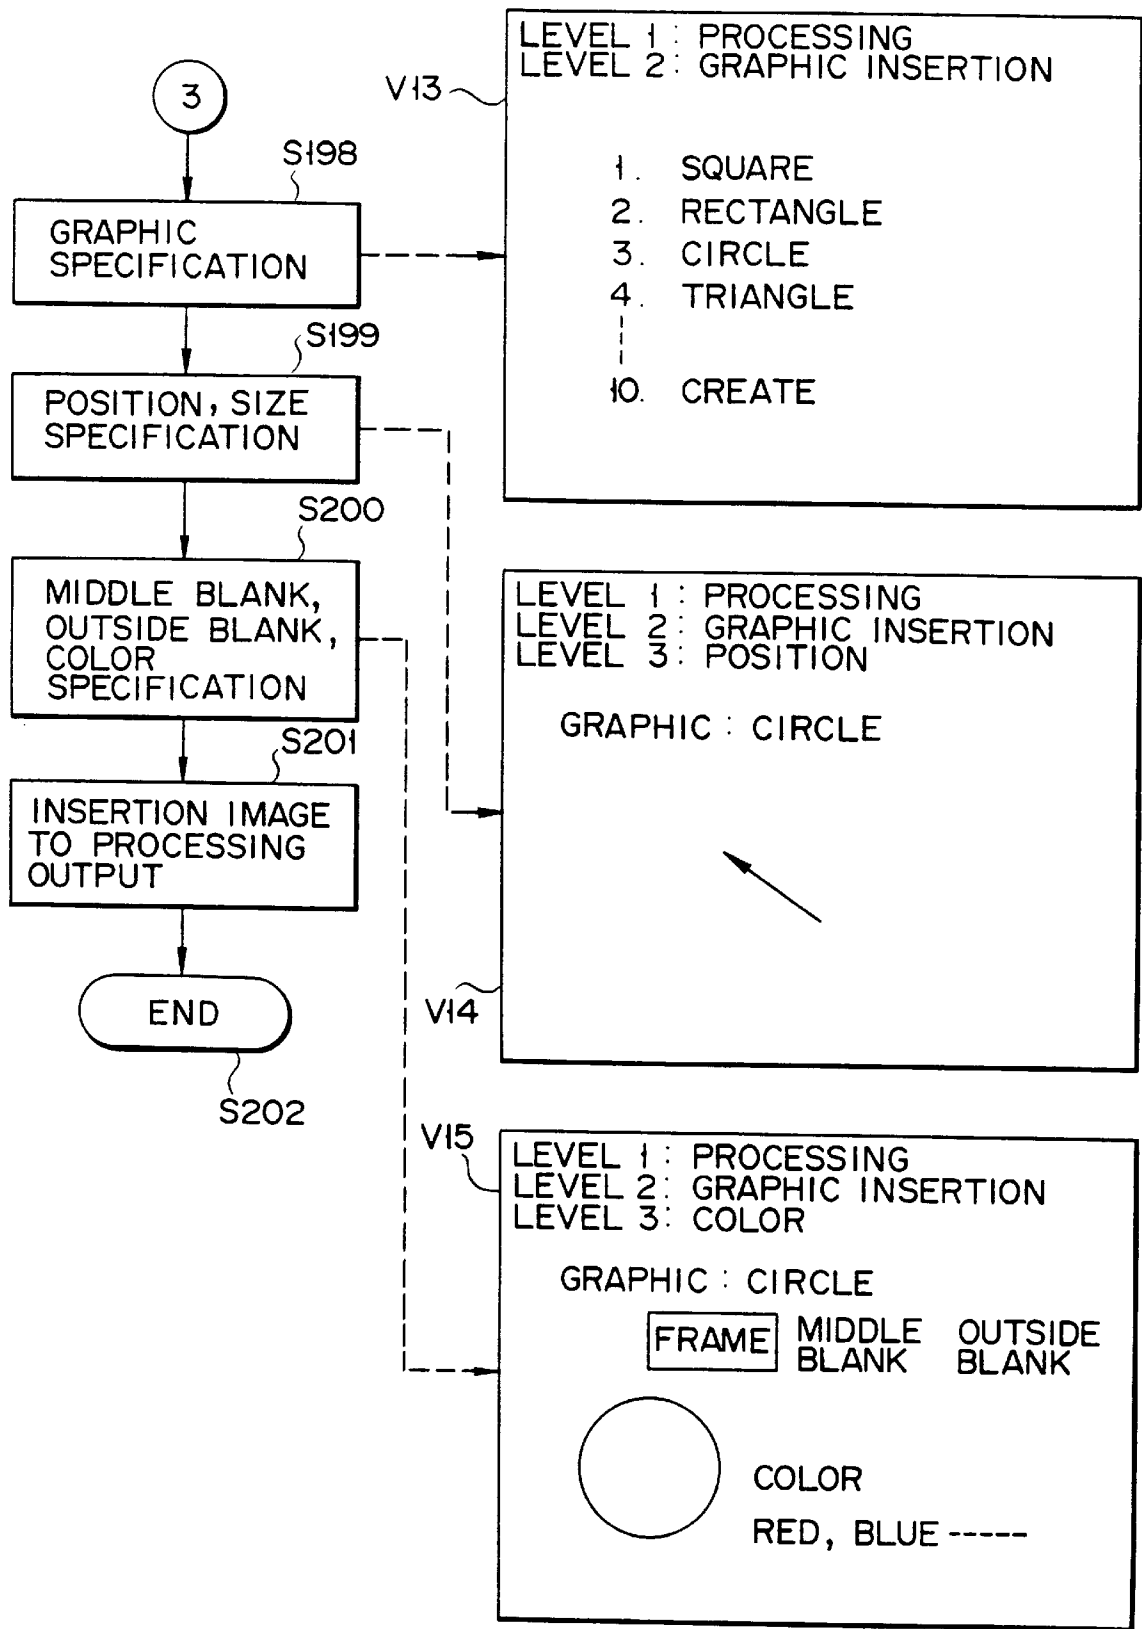 3
S198
GRAPHIC
SPECIFICATION
S199
POSITION, SIZE
SPECIFICATION
S200
MIDDLE BLANK,
OUTSIDE BLANK,
COLOR
SPECIFICATION
S201
INSERTION IMAGE
TO PROCESSING
OUTPUT
END
S202
V13
LEVEL 1 : PROCESSING
LEVEL 2 : GRAPHIC INSERTION
1. SQUARE
2. RECTANGLE
3. CIRCLE
4. TRIANGLE
10. CREATE
V14
LEVEL 1 : PROCESSING
LEVEL 2 : GRAPHIC INSERTION
LEVEL 3 : POSITION
GRAPHIC : CIRCLE
V15
LEVEL 1 : PROCESSING
LEVEL 2 : GRAPHIC INSERTION
LEVEL 3 : COLOR
GRAPHIC : CIRCLE
FRAME MIDDLE OUTSIDE
BLANK BLANK
COLOR
RED, BLUE -----